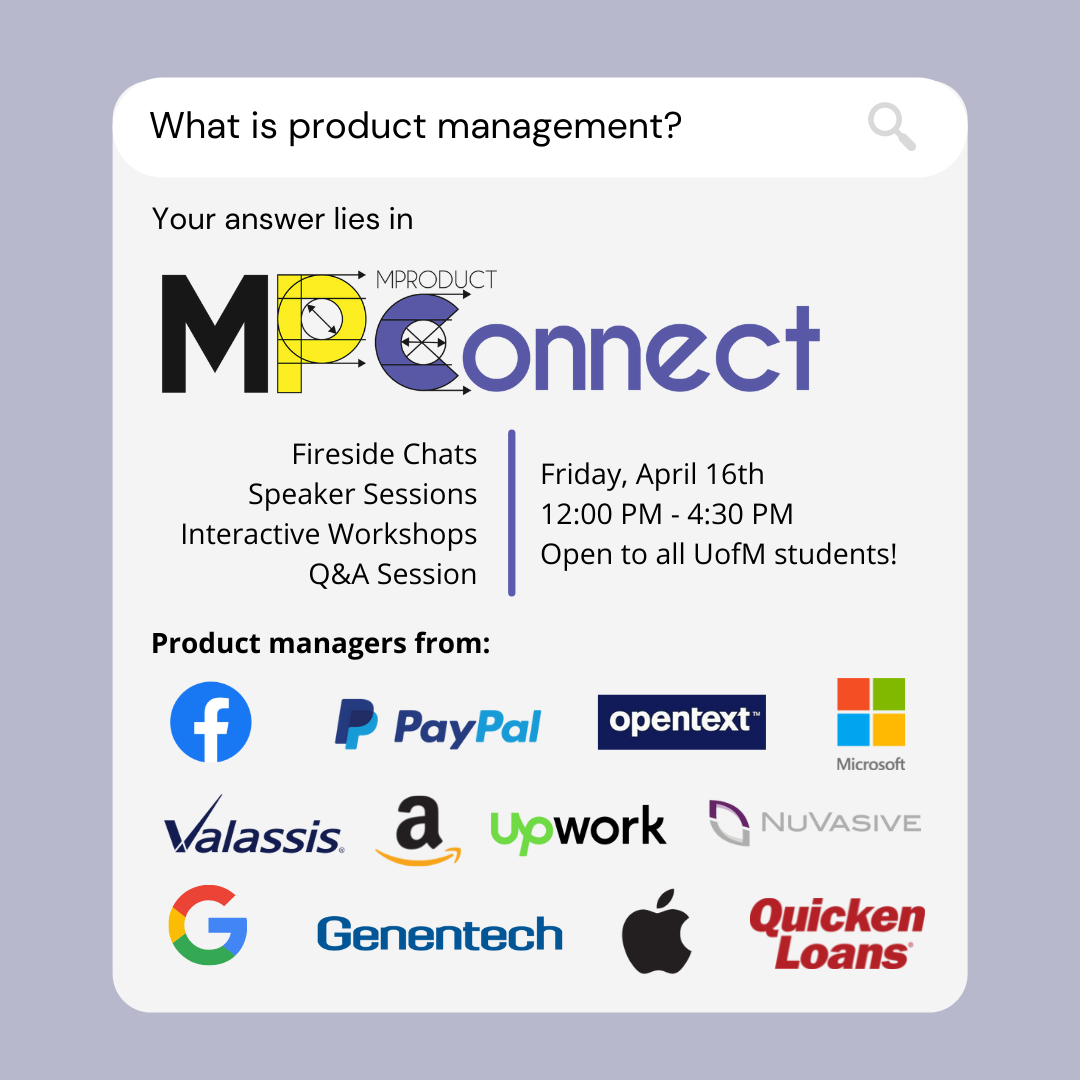 What is product management?
Your answer lies in
MPConnect
MPRODUCT
Fireside Chats
Speaker Sessions
Interactive Workshops
Q&A Session
Friday, April 16th
12:00 PM - 4:30 PM
Open to all UofM students!
Product managers from:
f
PayPal
opentext™
Microsoft
Valassis®
a
upwork
NUVASIVE
G
Genentech
Quicken
Loans®